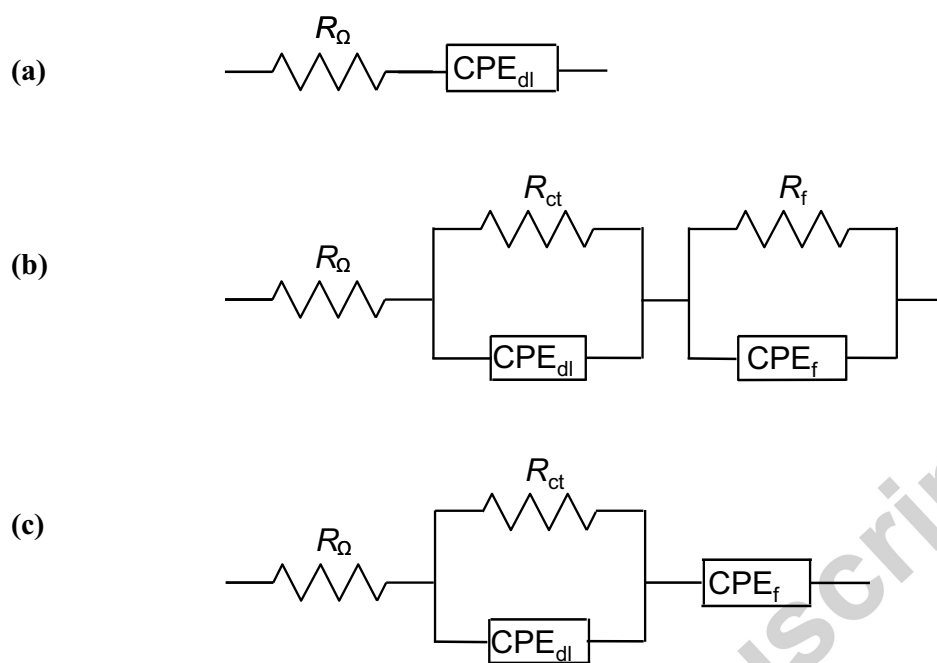 (a)
RΩ
CPEdl
(b)
RΩ
Rct
CPEdl
Rf
CPEf
(c)
RΩ
Rct
CPEdl
CPEf